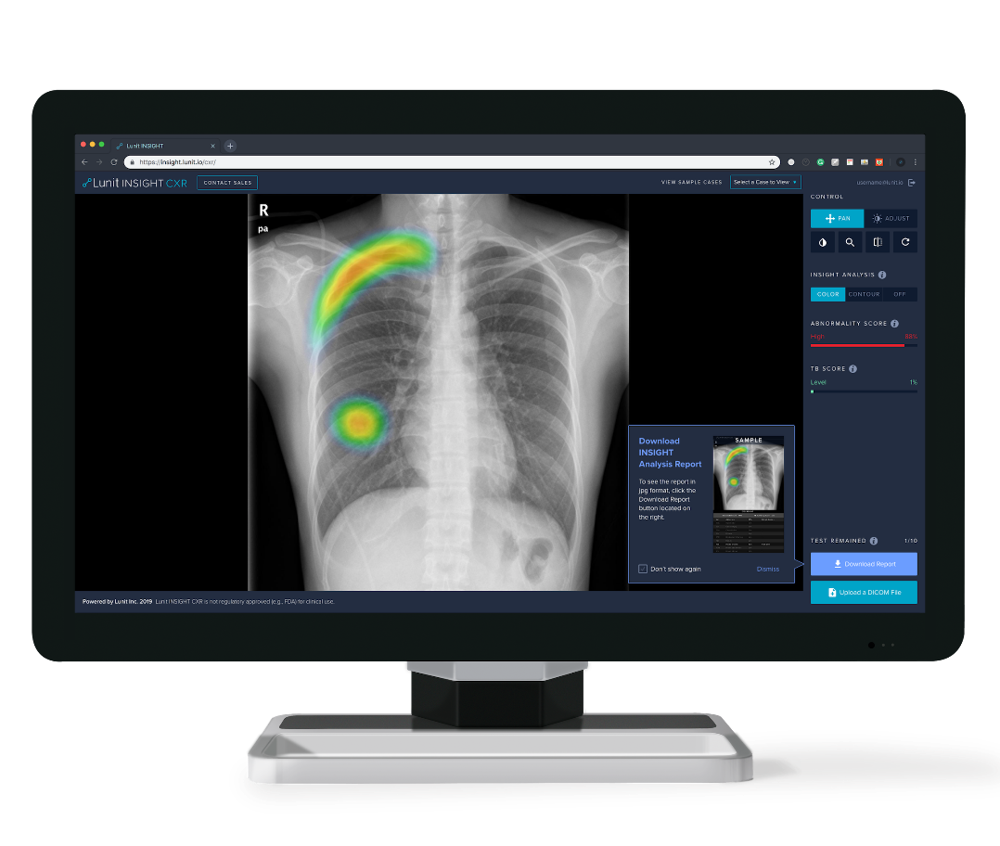 Lunit INSIGHT
https://insight.lunit.io/cxr/
Lunit INSIGHT CXR
CONTACT SALES
VIEW SAMPLE CASES
Select a Case to View
username@lunit.io
R
pa
CONTROL
PAN
ADJUST
INSIGHT ANALYSIS
COLOR
CONTOUR
OFF
ABNORMALITY SCORE
High
88%
TB SCORE
Level
1%
Download
INSIGHT
Analysis Report
To see the report in
jpg format, click the
Download Report
button located on
the right.
SAMPLE
Don't show again
Dismiss
TEST REMAINED
1/10
Download Report
Upload a DICOM File
Powered by Lunit Inc. 2019 Lunit INSIGHT CXR is not regulatory approved (e.g., FDA) for clinical use.